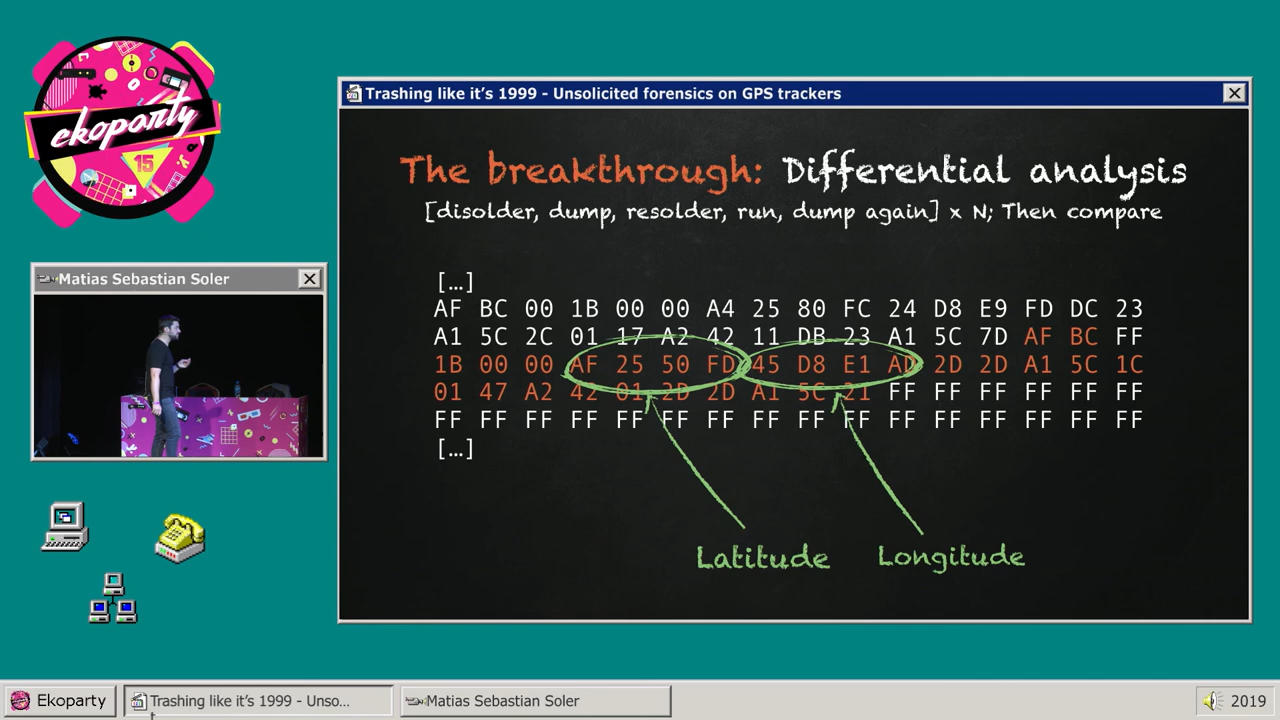 ekoparty
15
Matias Sebastian Soler
Trashing like it's 1999 - Unsolicited forensics on GPS trackers
The breakthrough: Differential analysis
[disolder, dump, resolder, run, dump again] x N; Then compare
[…]
AF BC 00 1B 00 00 A4 25 80 FC 24 D8 E9 FD DC 23
A1 5C 2C 01 17 A2 42 11 DB 23 A1 5C 7D AF BC FF
1B 00 00 AF 25 50 FD 45 D8 E1 AD 2D 2D A1 5C 1C
01 47 A2 42 01 2D 2D A1 5C 21 FF FF FF FF FF FF
FF FF FF FF FF FF FF FF FF FF FF FF FF FF FF FF
[…]
Latitude
Longitude
Ekoparty
Trashing like it's 1999 - Unso...
Matias Sebastian Soler
2019